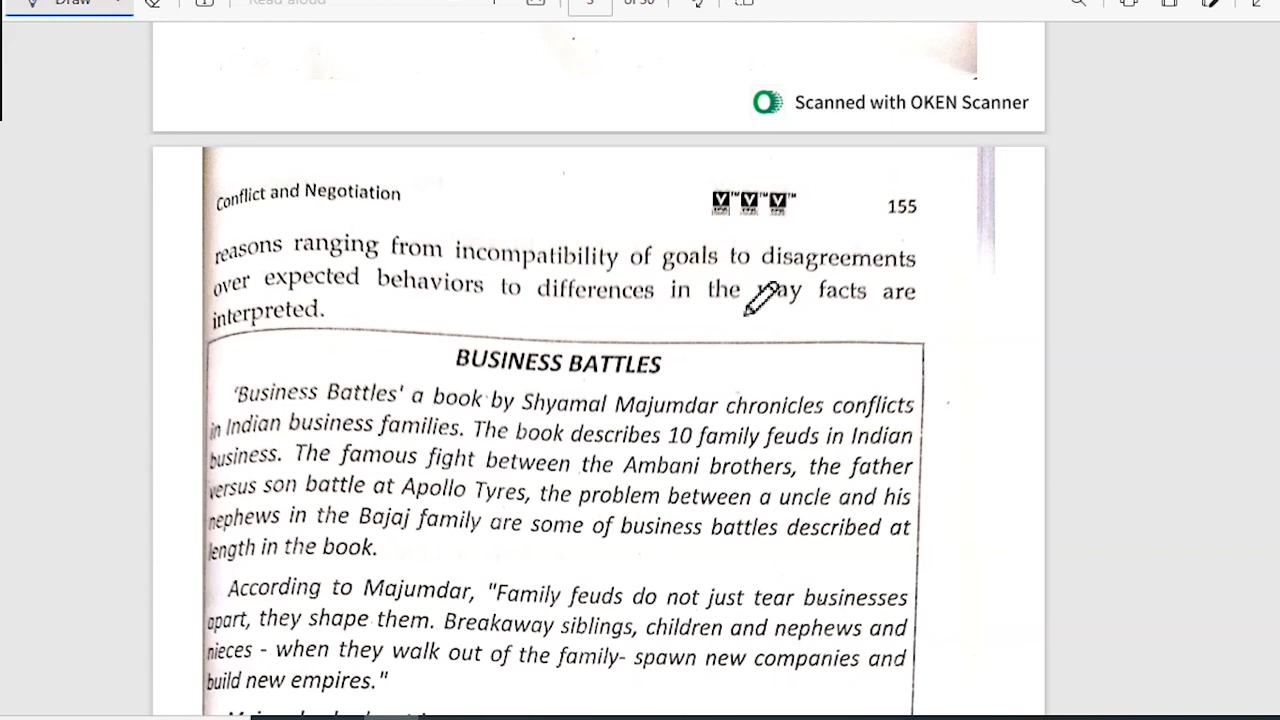 Draw
Read aloud
of 50
Scanned with OKEN Scanner
Conflict and Negotiation
155
reasons ranging from incompatibility of goals to disagreements
over expected behaviors to differences in the way facts are
interpreted.
BUSINESS BATTLES
'Business Battles' a book by Shyamal Majumdar chronicles conflicts
in Indian business families. The book describes 10 family feuds in Indian
business. The famous fight between the Ambani brothers, the father
versus son battle at Apollo Tyres, the problem between a uncle and his
nephews in the Bajaj family are some of business battles described at
length in the book.
According to Majumdar, "Family feuds do not just tear businesses
apart, they shape them. Breakaway siblings, children and nephews and
nieces - when they walk out of the family- spawn new companies and
build new empires."